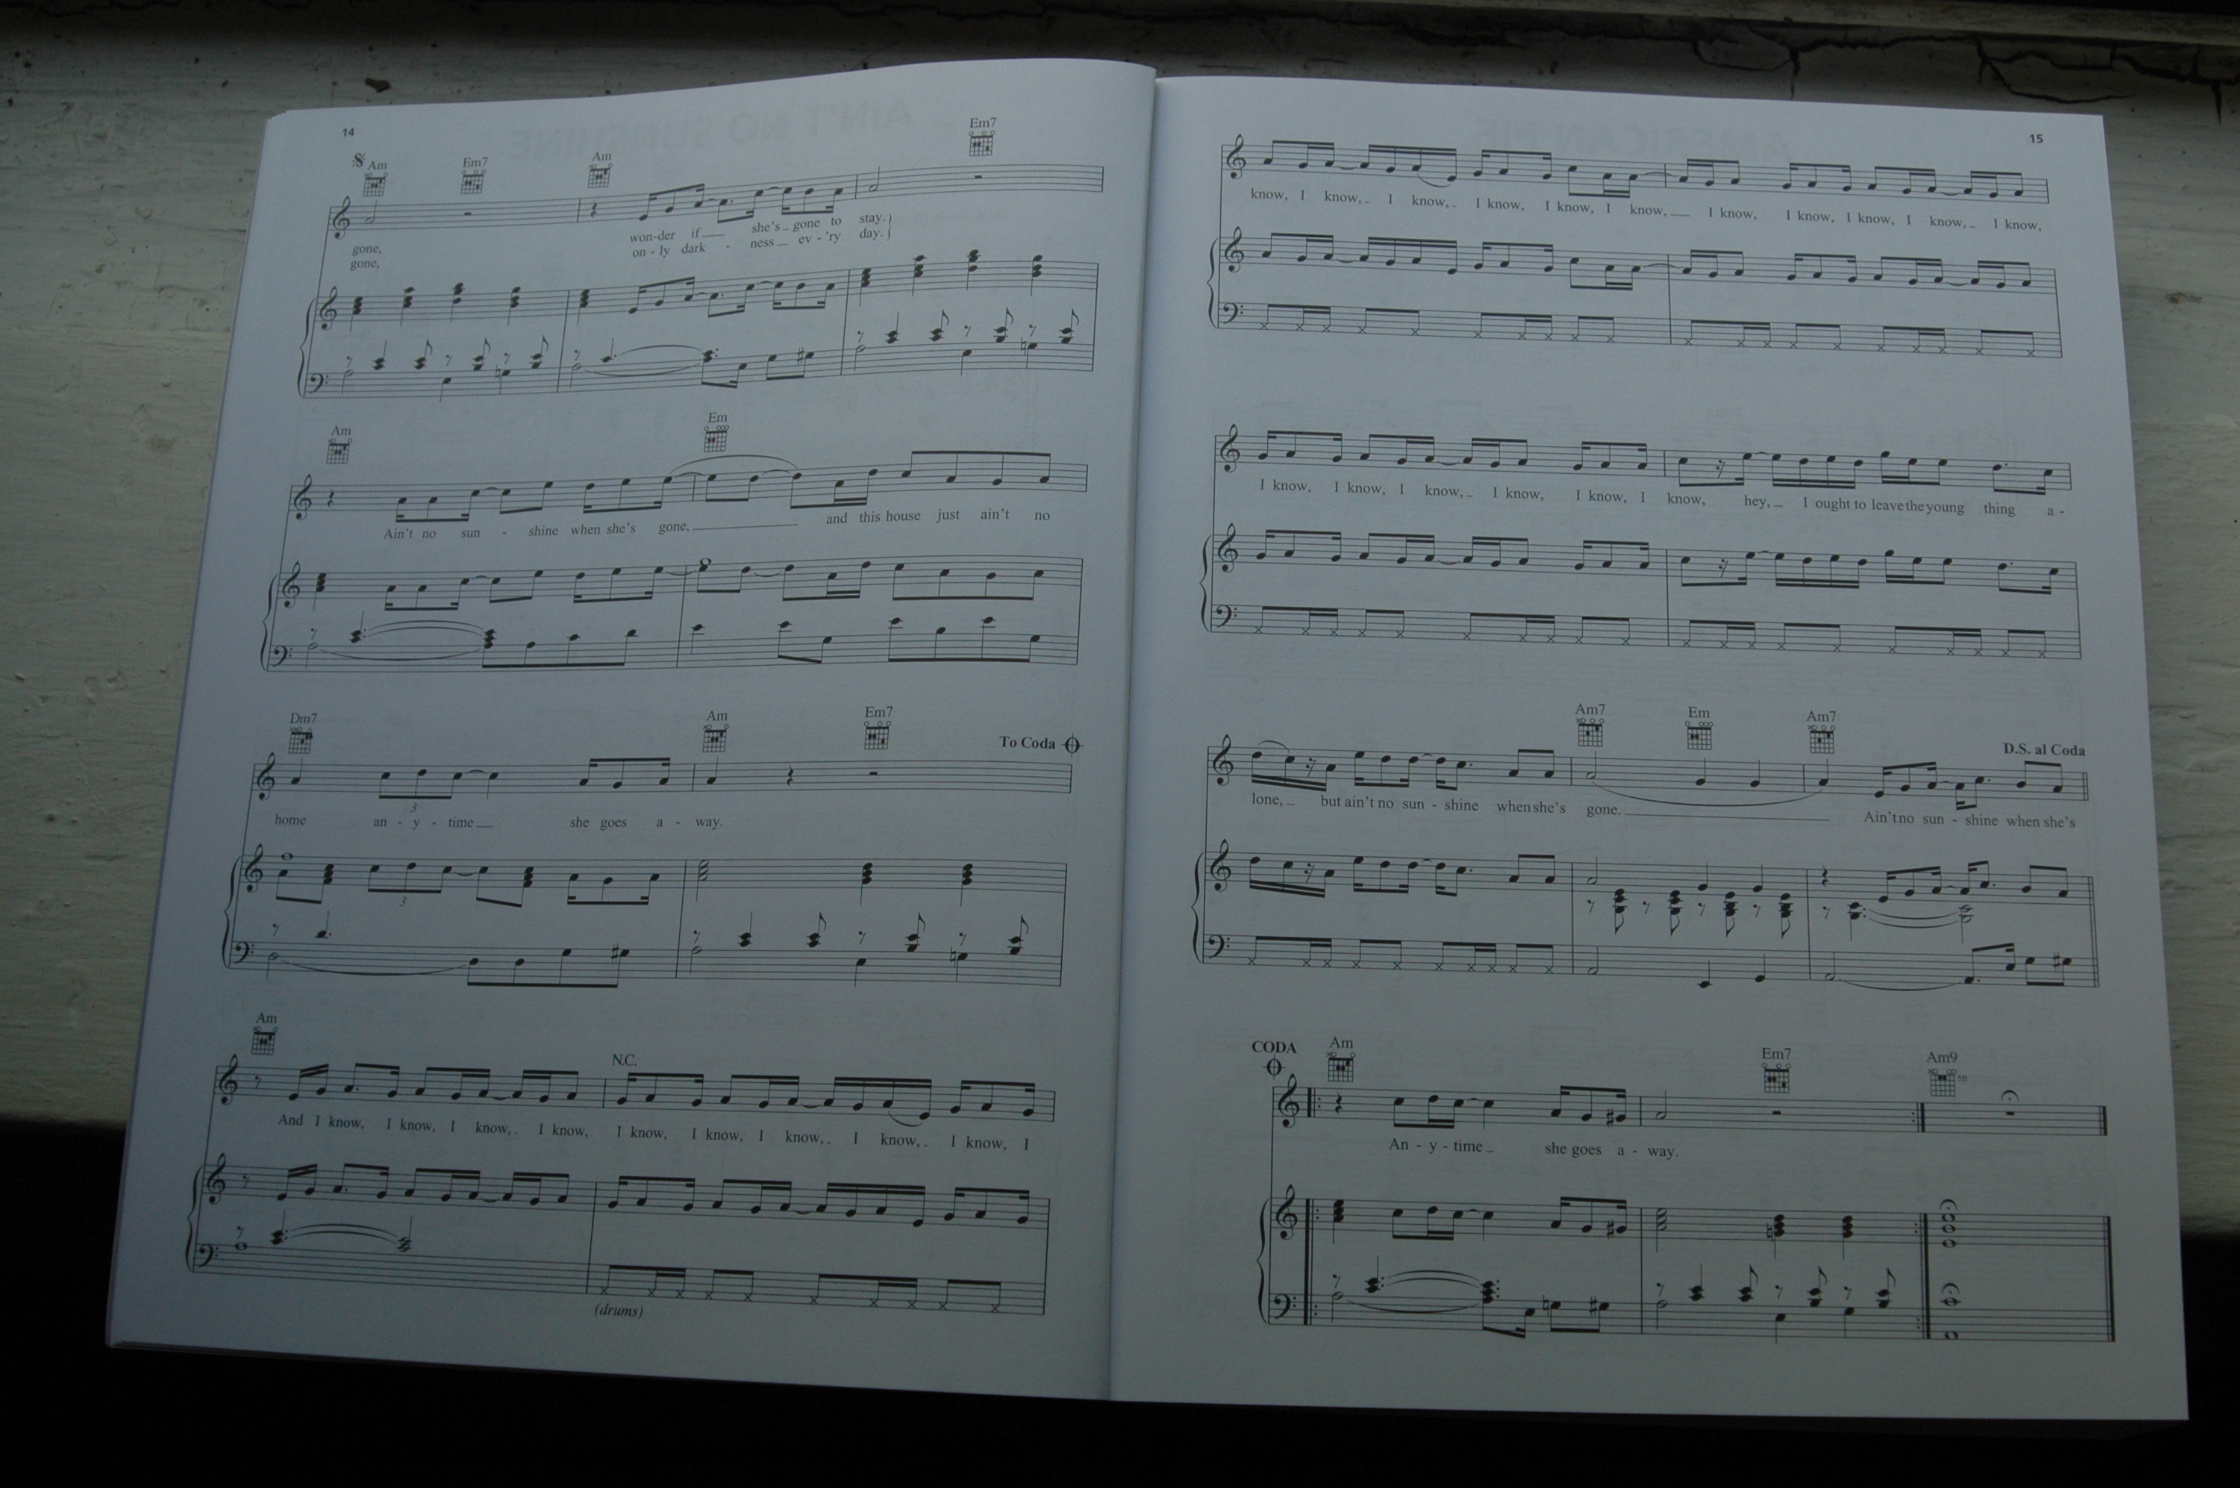 14
Am Em7 Am Em7
gone, won-der if she's gone to stay.
gone, on-ly dark - ness ev-'ry day.
Am Em
Ain't no sun - shine when she's gone, and this house just ain't no
Dm7 Am Em7 To Coda
3
home an - y - time she goes a - way.
3
Am N.C.
And I know, I know, I know, I know, I know, I know, I know, I know, I know, I
(drums)
15
know, I know, I know, I know, I know, I know, I know, I know, I know, I know, I know,
I know, I know, I know, I know, I know, I know, hey, I ought to leave the young thing a-
Am7 Em Am7 D.S. al Coda
lone, but ain't no sun - shine when she's gone. Ain't no sun - shine when she's
CODA Am Em7 Am9
An - y - time she goes a - way.